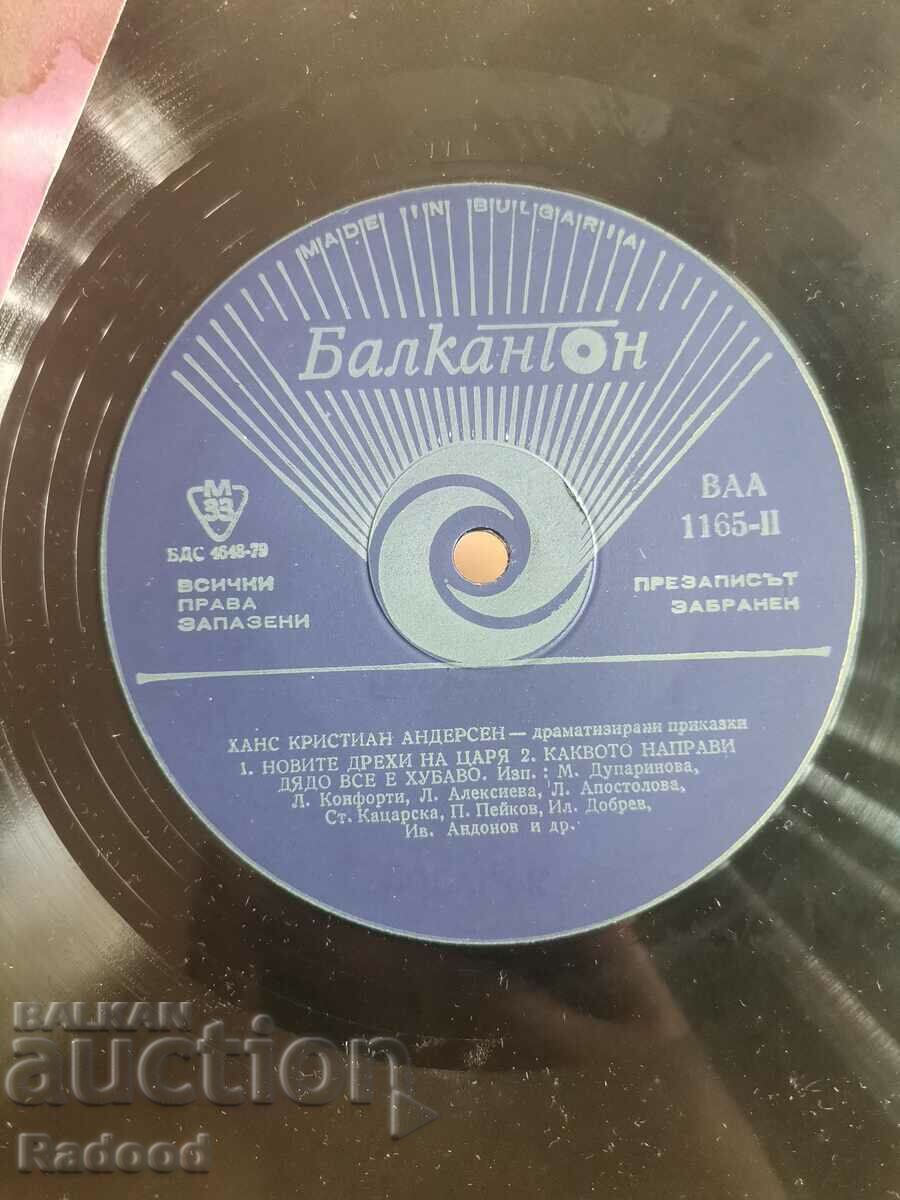 MADE IN BULGARIA
Балкантон
М
33
БДС 4648-79
ВСИЧКИ
ПРАВА
ЗАПАЗЕНИ
ВАА
1165-II
ПРЕЗАПИСЪТ
ЗАБРАНЕН
ХАНС КРИСТИАН АНДЕРСЕН — драматизирани приказки
1. НОВИТЕ ДРЕХИ НА ЦАРЯ 2. КАКВОТО НАПРАВИ
ДЯДО ВСЕ Е ХУБАВО. Изп.: М. Дупаринова,
Л. Конфорти, Л. Алексиева, Л. Апостолова,
Ст. Кацарска, П. Пейков, Ил. Добрев,
Ив. Андонов и др.
BALKAN
auction
Radood